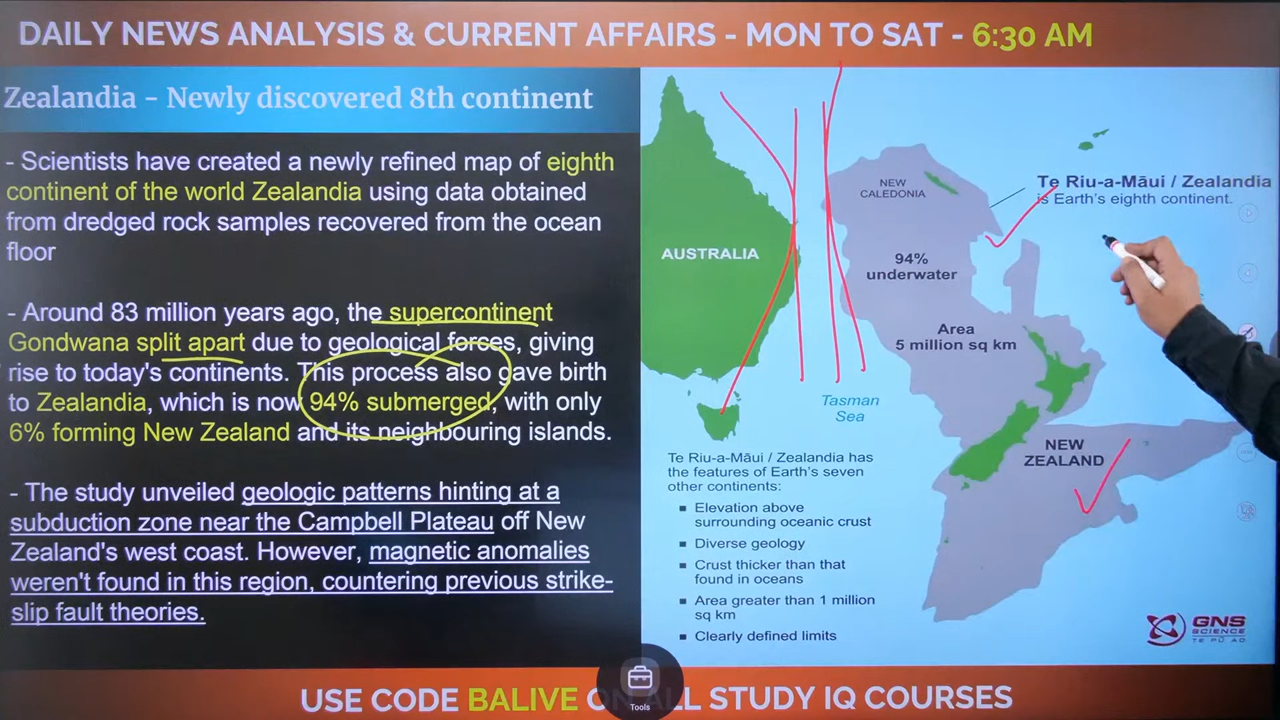 DAILY NEWS ANALYSIS & CURRENT AFFAIRS - MON TO SAT - 6:30 AM
Zealandia - Newly discovered 8th continent
- Scientists have created a newly refined map of eighth
continent of the world Zealandia using data obtained
from dredged rock samples recovered from the ocean
floor
- Around 83 million years ago, the supercontinent
Gondwana split apart due to geological forces, giving
rise to today's continents. This process also gave birth
to Zealandia, which is now 94% submerged, with only
6% forming New Zealand and its neighbouring islands.
- The study unveiled geologic patterns hinting at a
subduction zone near the Campbell Plateau off New
Zealand's west coast. However, magnetic anomalies
weren't found in this region, countering previous strike-
slip fault theories.
AUSTRALIA
NEW
CALEDONIA
Te Riu-a-Māui / Zealandia
is Earth's eighth continent.
94%
underwater
Area
5 million sq km
Tasman
Sea
NEW
ZEALAND
Te Riu-a-Māui / Zealandia has
the features of Earth's seven
other continents:
▪ Elevation above
surrounding oceanic crust
▪ Diverse geology
▪ Crust thicker than that
found in oceans
▪ Area greater than 1 million
sq km
▪ Clearly defined limits
GNS
SCIENCE
TE PŪ AO
Tools
USE CODE BALIVE ON ALL STUDY IQ COURSES